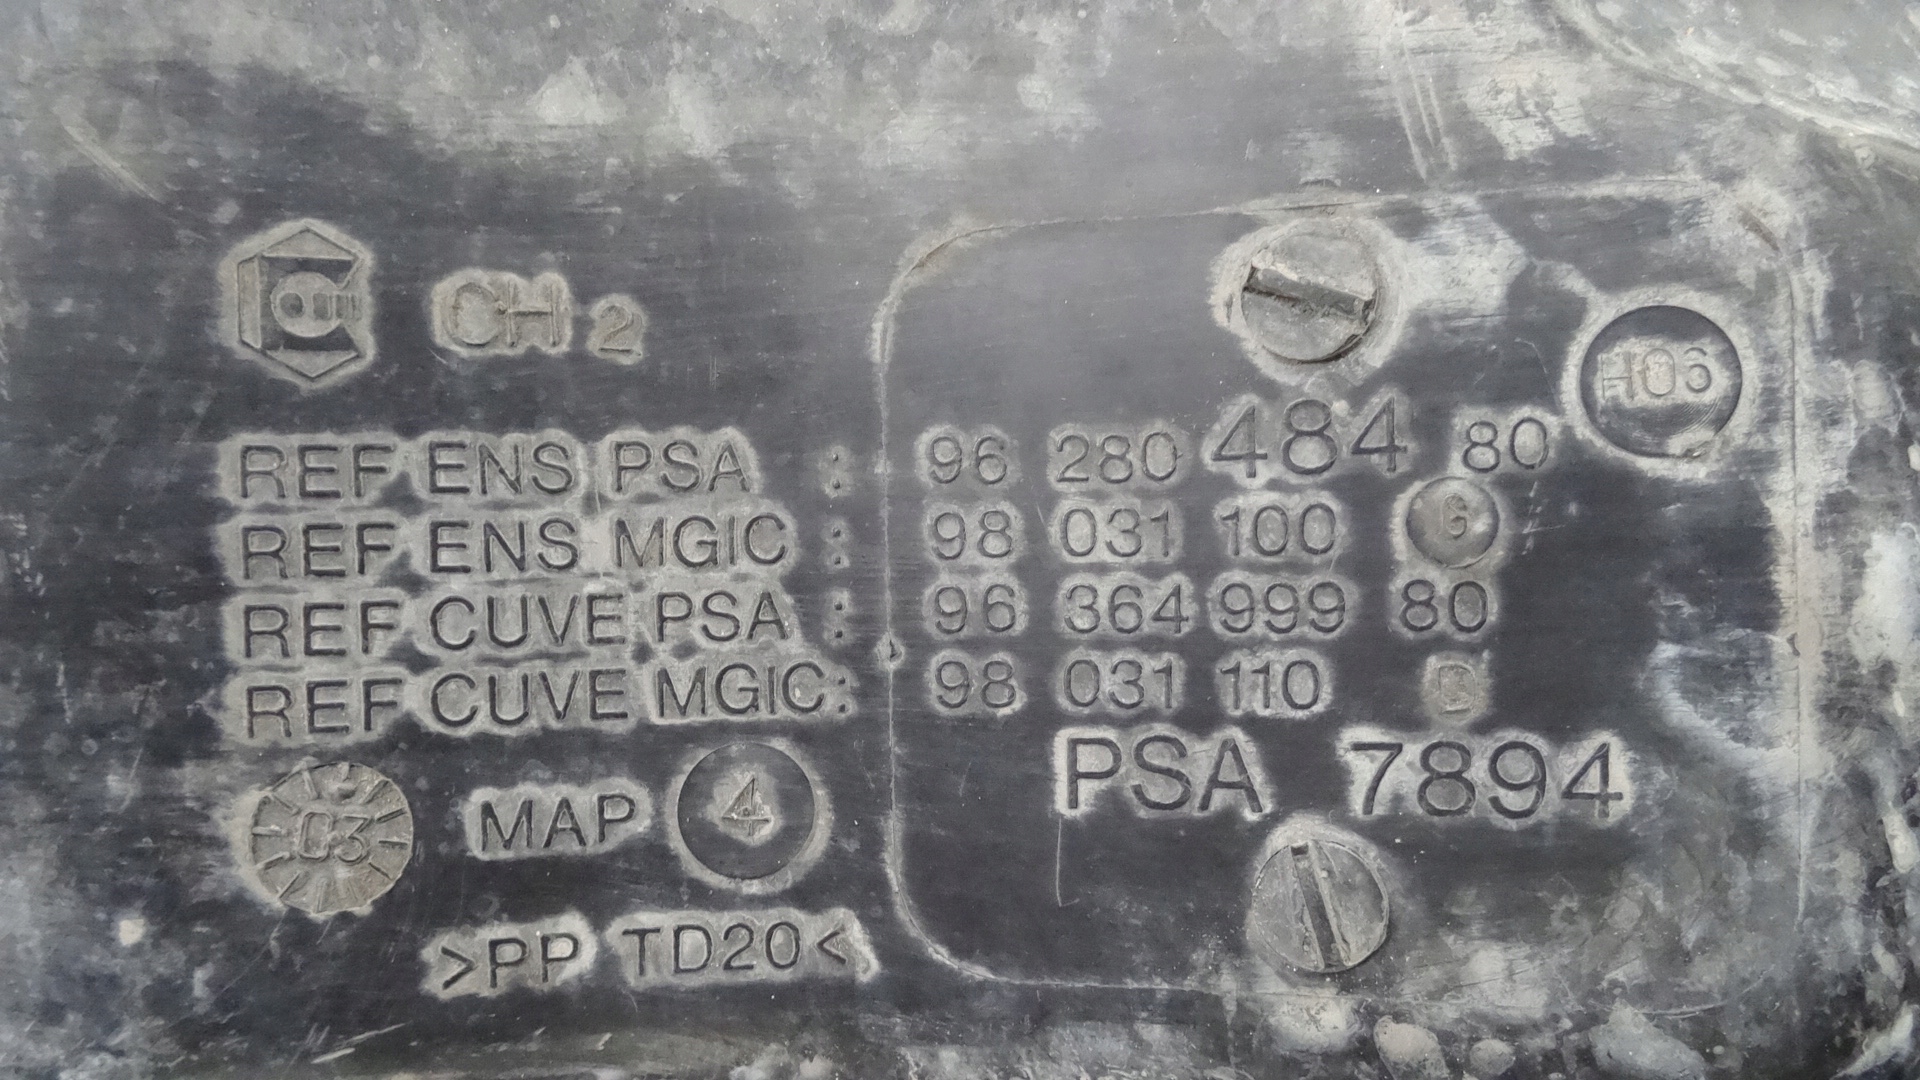 CH 2
H06
REF ENS PSA : 96 280 484 80
REF ENS MGIC : 98 031 100 G
REF CUVE PSA : 96 364 999 80
REF CUVE MGIC: 98 031 110
PSA 7894
03 MAP 4
>PP TD20<